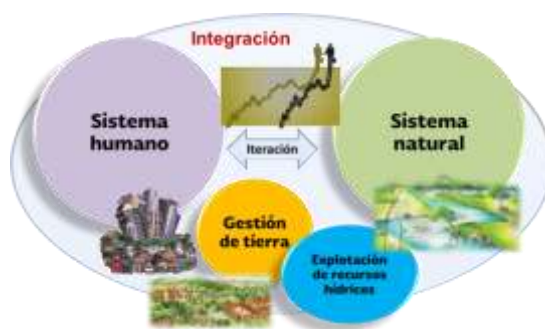 Integración
Sistema
humano
Iteración
Sistema
natural
Gestión
de tierra
Explotación
de recursos
hídricos